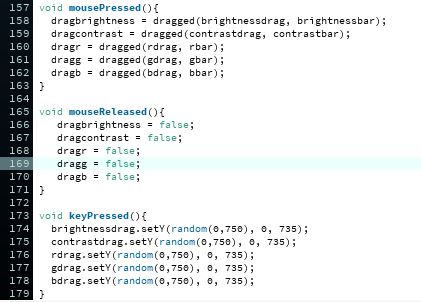 157 void mousePressed(){
158   dragbrightness = dragged(brightnessdrag, brightnessbar);
159   dragcontrast = dragged(contrastdrag, contrastbar);
160   dragr = dragged(rdrag, rbar);
161   dragg = dragged(gdrag, gbar);
162   dragb = dragged(bdrag, bbar);
163 }
164
165 void mouseReleased(){
166    dragbrightness = false;
167    dragcontrast = false;
168    dragr = false;
169    dragg = false;
170    dragb = false;
171 }
172
173 void keyPressed(){
174   brightnessdrag.setY(random(0,750), 0, 735);
175   contrastdrag.setY(random(0,750), 0, 735);
176   rdrag.setY(random(0,750), 0, 735);
177   gdrag.setY(random(0,750), 0, 735);
178   bdrag.setY(random(0,750), 0, 735);
179 }